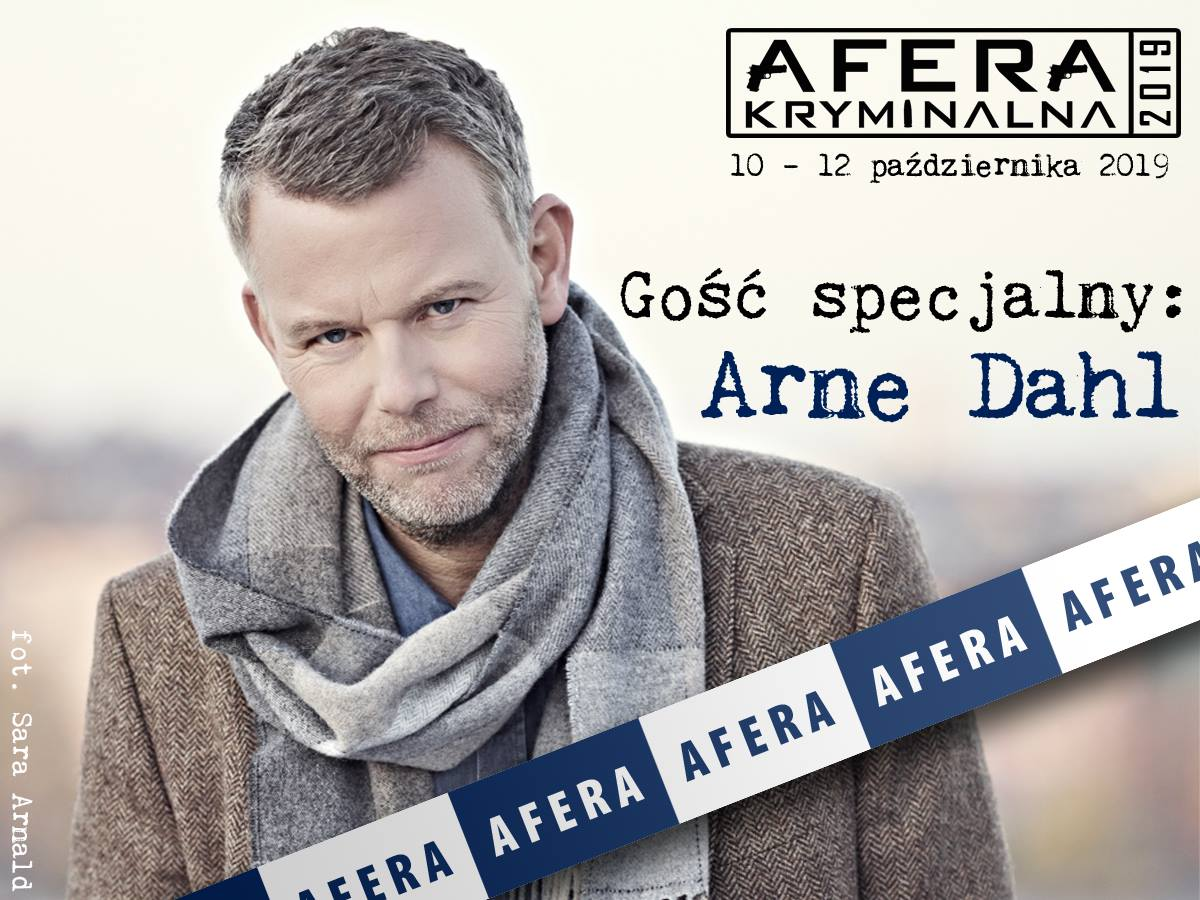 AFERA
KRYMINALNA
2019
10 - 12 października 2019
Gość specjalny:
Arne Dahl
AFERA
AFERA
AFERA
AFERA
AFERA
fot. Sara Arnald